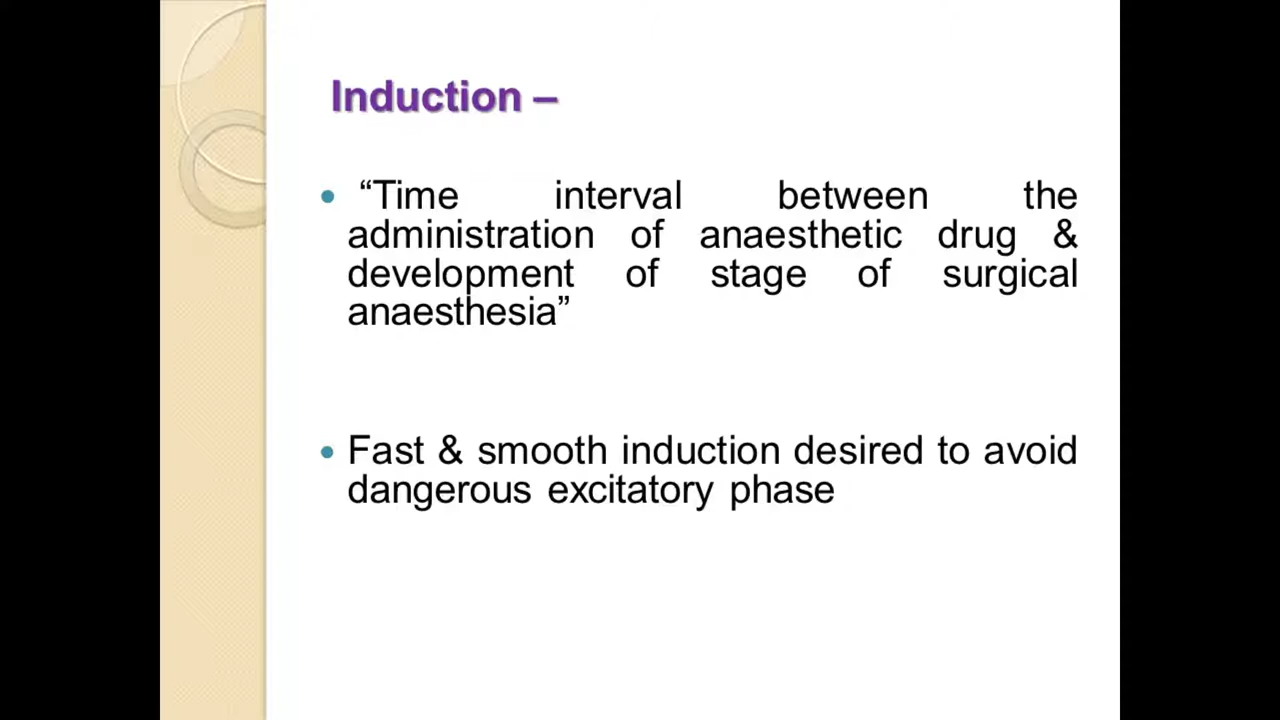 Induction –
• “Time interval between the
administration of anaesthetic drug &
development of stage of surgical
anaesthesia”
• Fast & smooth induction desired to avoid
dangerous excitatory phase